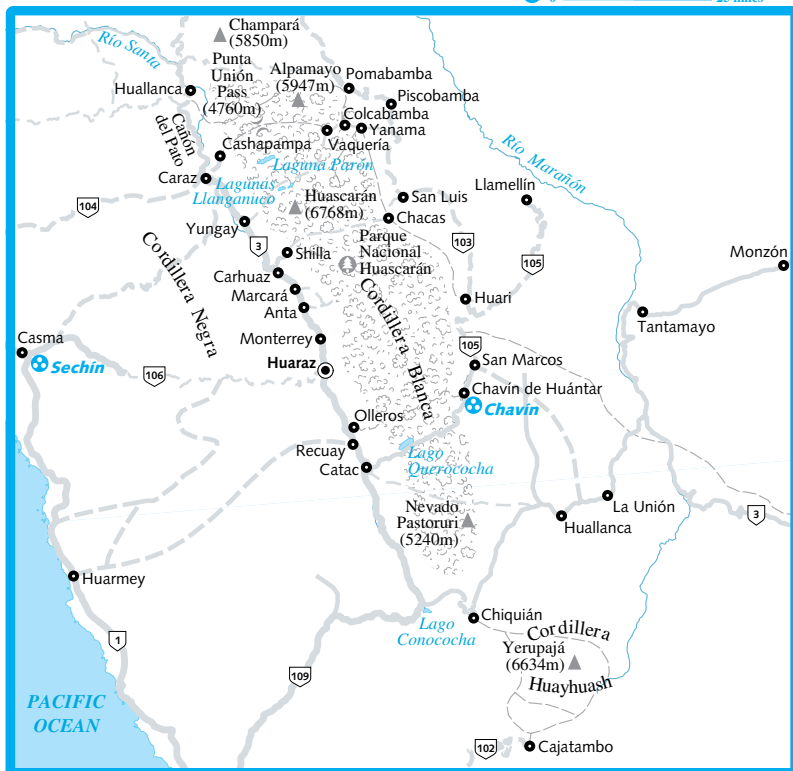 0
25 miles
Champará
(5850m)
Río Santa
Punta
Unión
Pass
(4760m)
Alpamayo
(5947m)
Pomabamba
Huallanca
Piscobamba
Colcabamba
Yanama
Vaquería
Cañón
del Pato
Cashapampa
Laguna Parón
Río Marañón
Caraz
Lagunas
Llanganuco
Huascarán
(6768m)
San Luis
Llamellín
104
Chacas
Yungay
3
Shilla
Parque
Nacional
Huascarán
103
105
Monzón
Cordillera Negra
Carhuaz
Marcará
Anta
Cordillera Blanca
Huari
Tantamayo
Casma
Monterrey
105
Sechín
106
Huaraz
San Marcos
Chavín de Huántar
Chavín
Olleros
Recuay
Lago
Querococha
Catac
La Unión
Nevado
Pastoruri
(5240m)
Huallanca
3
Huarmey
Lago
Conococha
Chiquián
Cordillera
1
Yerupajá
(6634m)
109
Huayhuash
PACIFIC
OCEAN
102
Cajatambo